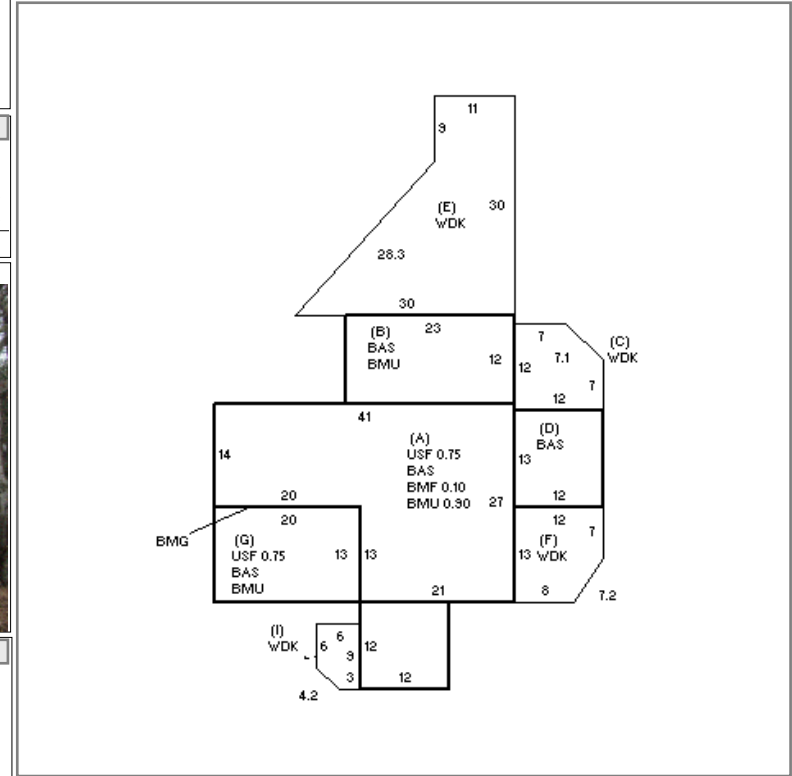 11
9
(E)
WDK
30
28.3
30
(B)
BAS
BMU
23
12
7
12
7.1
7
12
(C)
WDK
41
14
(A)
USF 0.75
BAS
BMF 0.10
BMU 0.90
27
20
(D)
BAS
13
12
BMG
20
(G)
USF 0.75
BAS
BMU
13
13
21
12
7
(F)
13 WDK
8
7.2
(I)
WDK
6
6
9
3
4.2
12
12